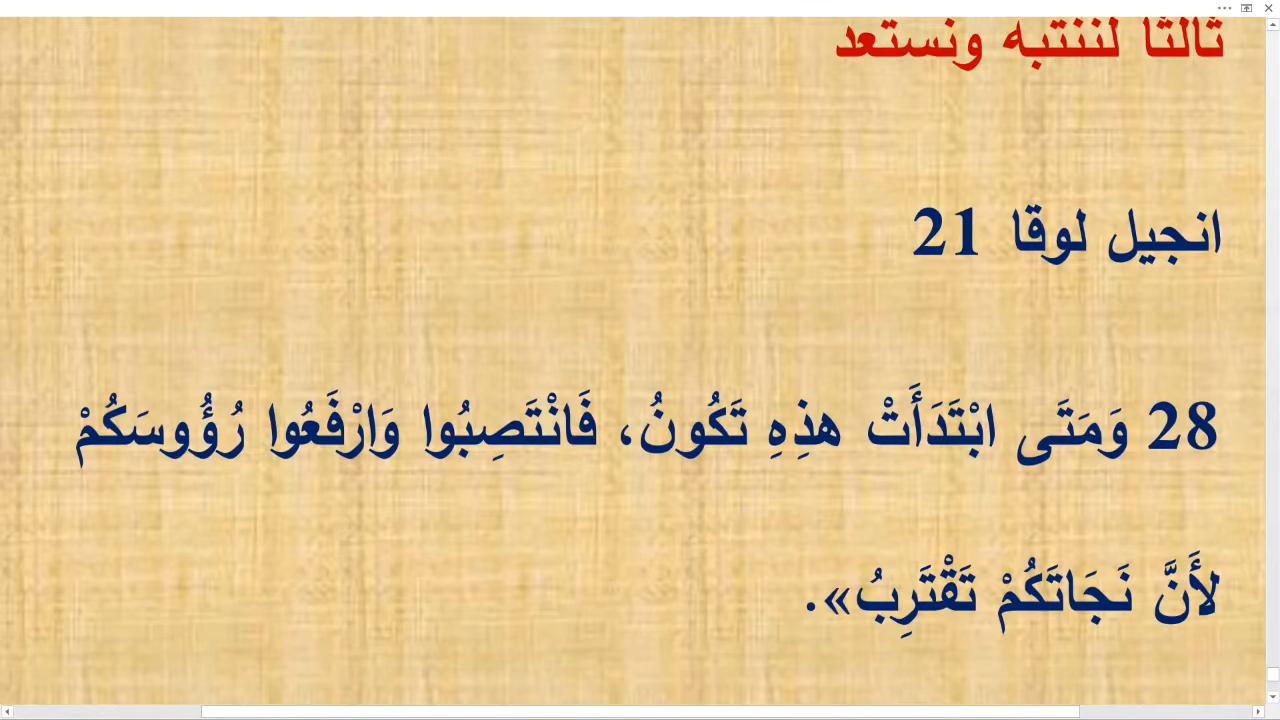 ثالثا لننتبه ونستعد
انجيل لوقا 21
28 وَمَتَى ابْتَدَأَتْ هذِهِ تَكُونُ، فَانْتَصِبُوا وَارْفَعُوا رُؤُوسَكُمْ
لأَنَّ نَجَاتَكُمْ تَقْتَرِبُ».